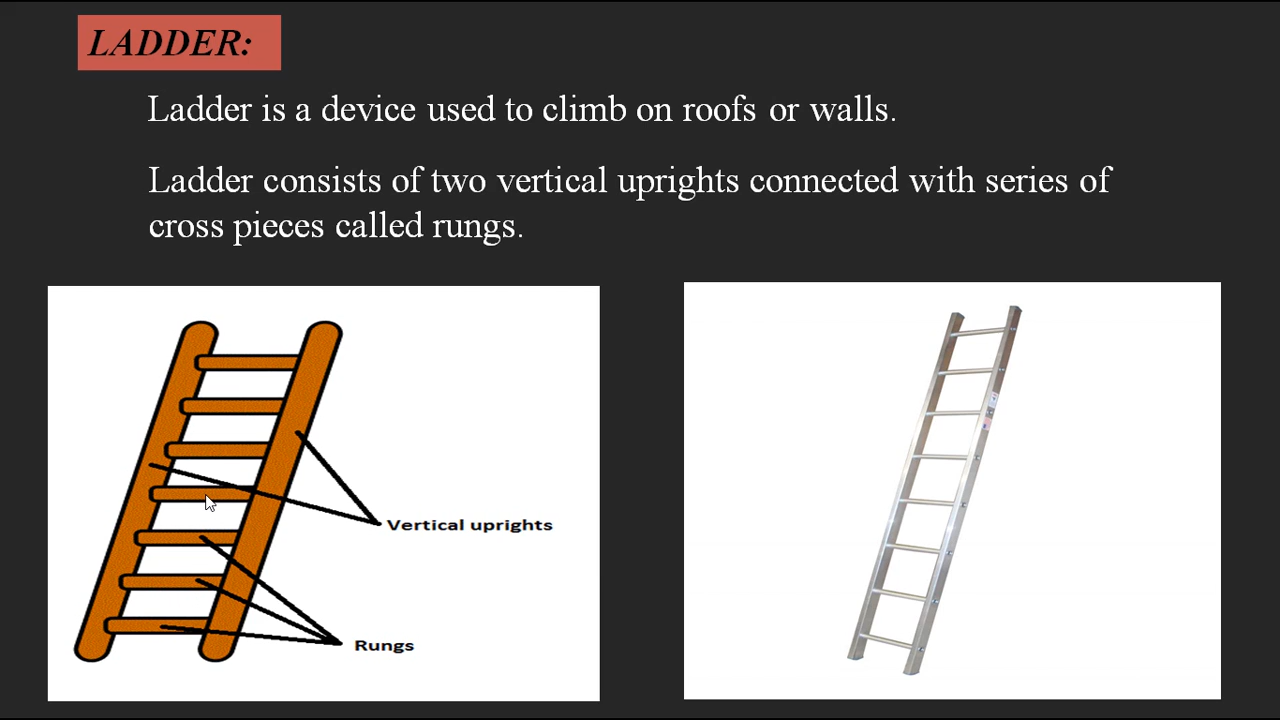 LADDER:
Ladder is a device used to climb on roofs or walls.
Ladder consists of two vertical uprights connected with series of
cross pieces called rungs.
Vertical uprights
Rungs